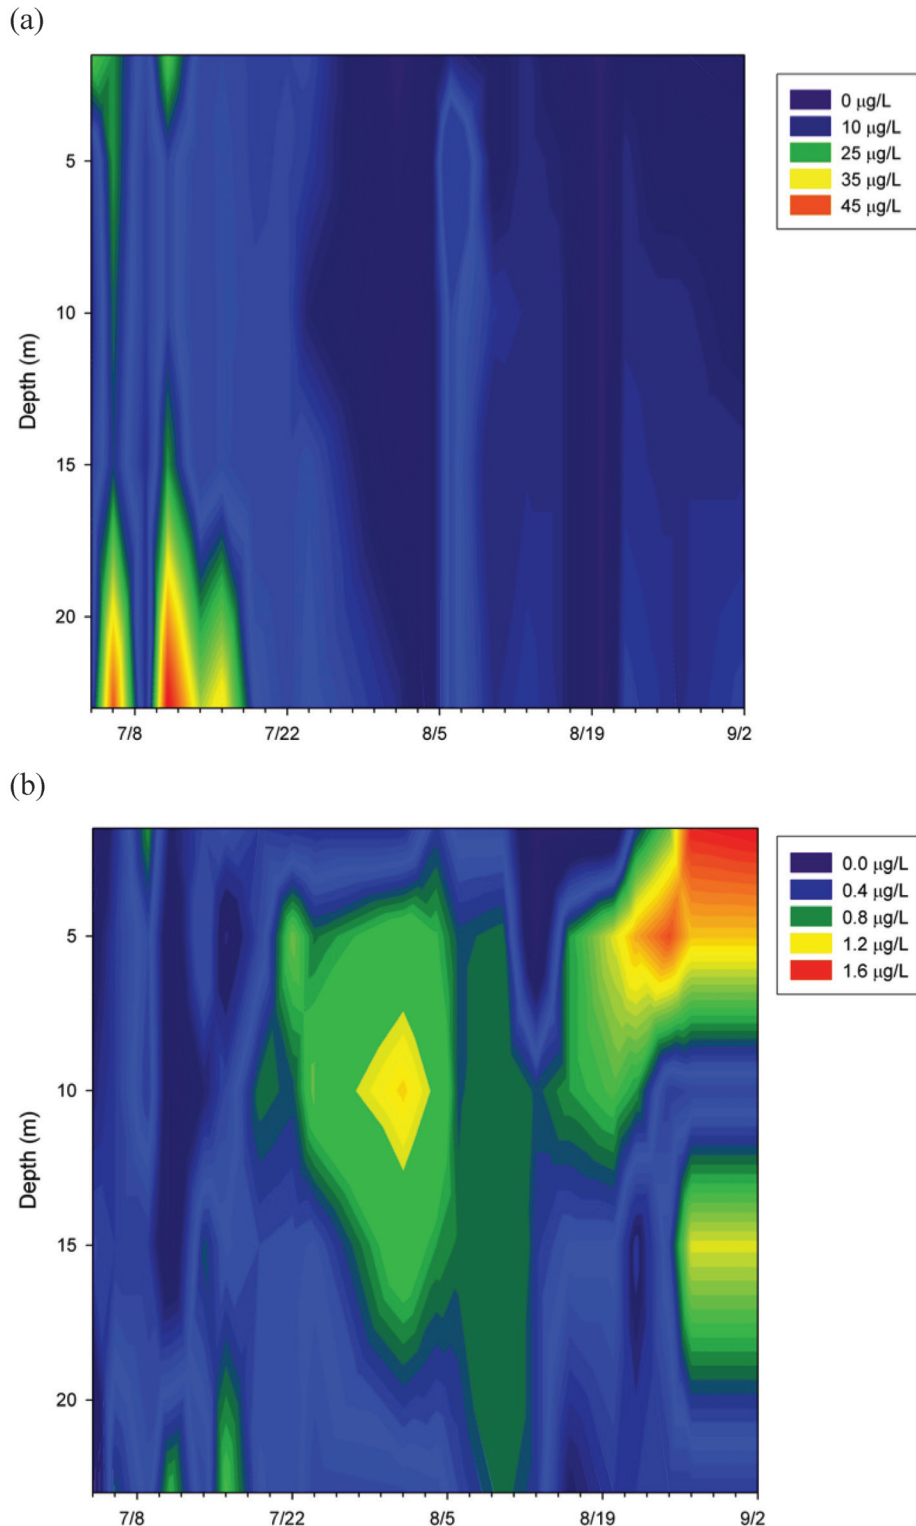 (a)
0 µg/L
10 µg/L
25 µg/L
35 µg/L
45 µg/L
Depth (m)
5
10
15
20
7/8 7/22 8/5 8/19 9/2
(b)
0.0 µg/L
0.4 µg/L
0.8 µg/L
1.2 µg/L
1.6 µg/L
Depth (m)
5
10
15
20
7/8 7/22 8/5 8/19 9/2